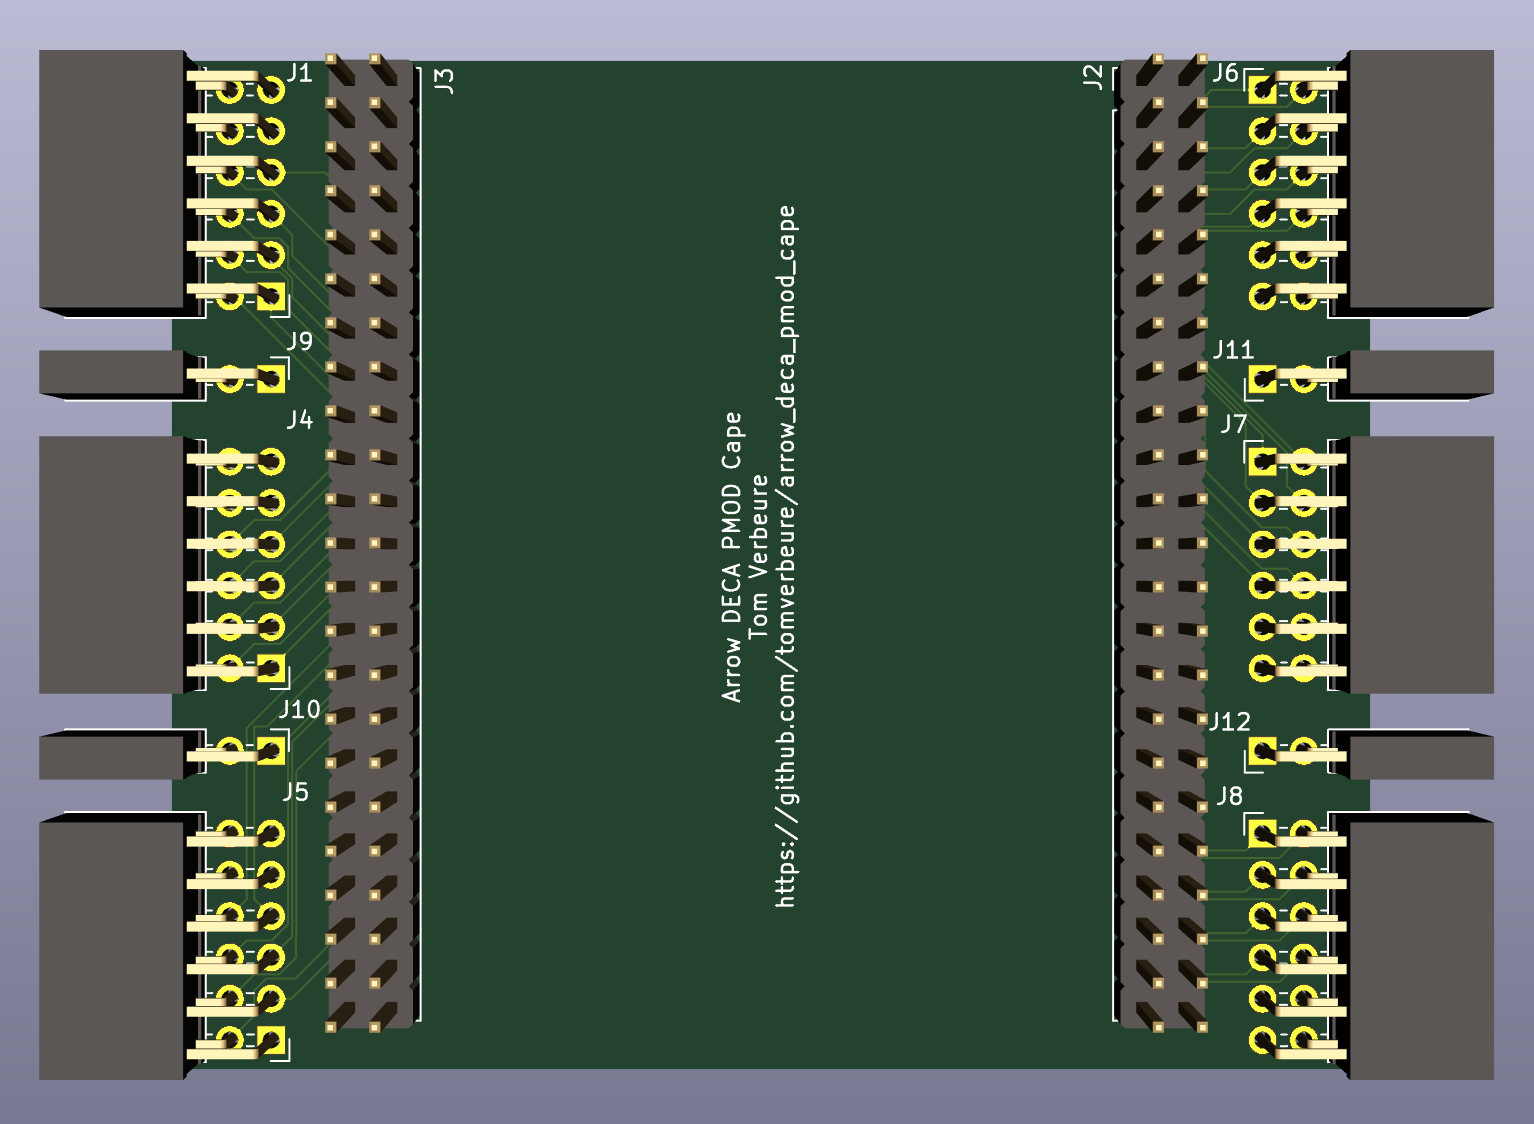 J1
J3
J2
J6
J9
J11
J4
J7
Arrow DECA PMOD Cape
Tom Verbeure
https://github.com/tomverbeure/arrow_deca_pmod_cape
J10
J12
J5
J8